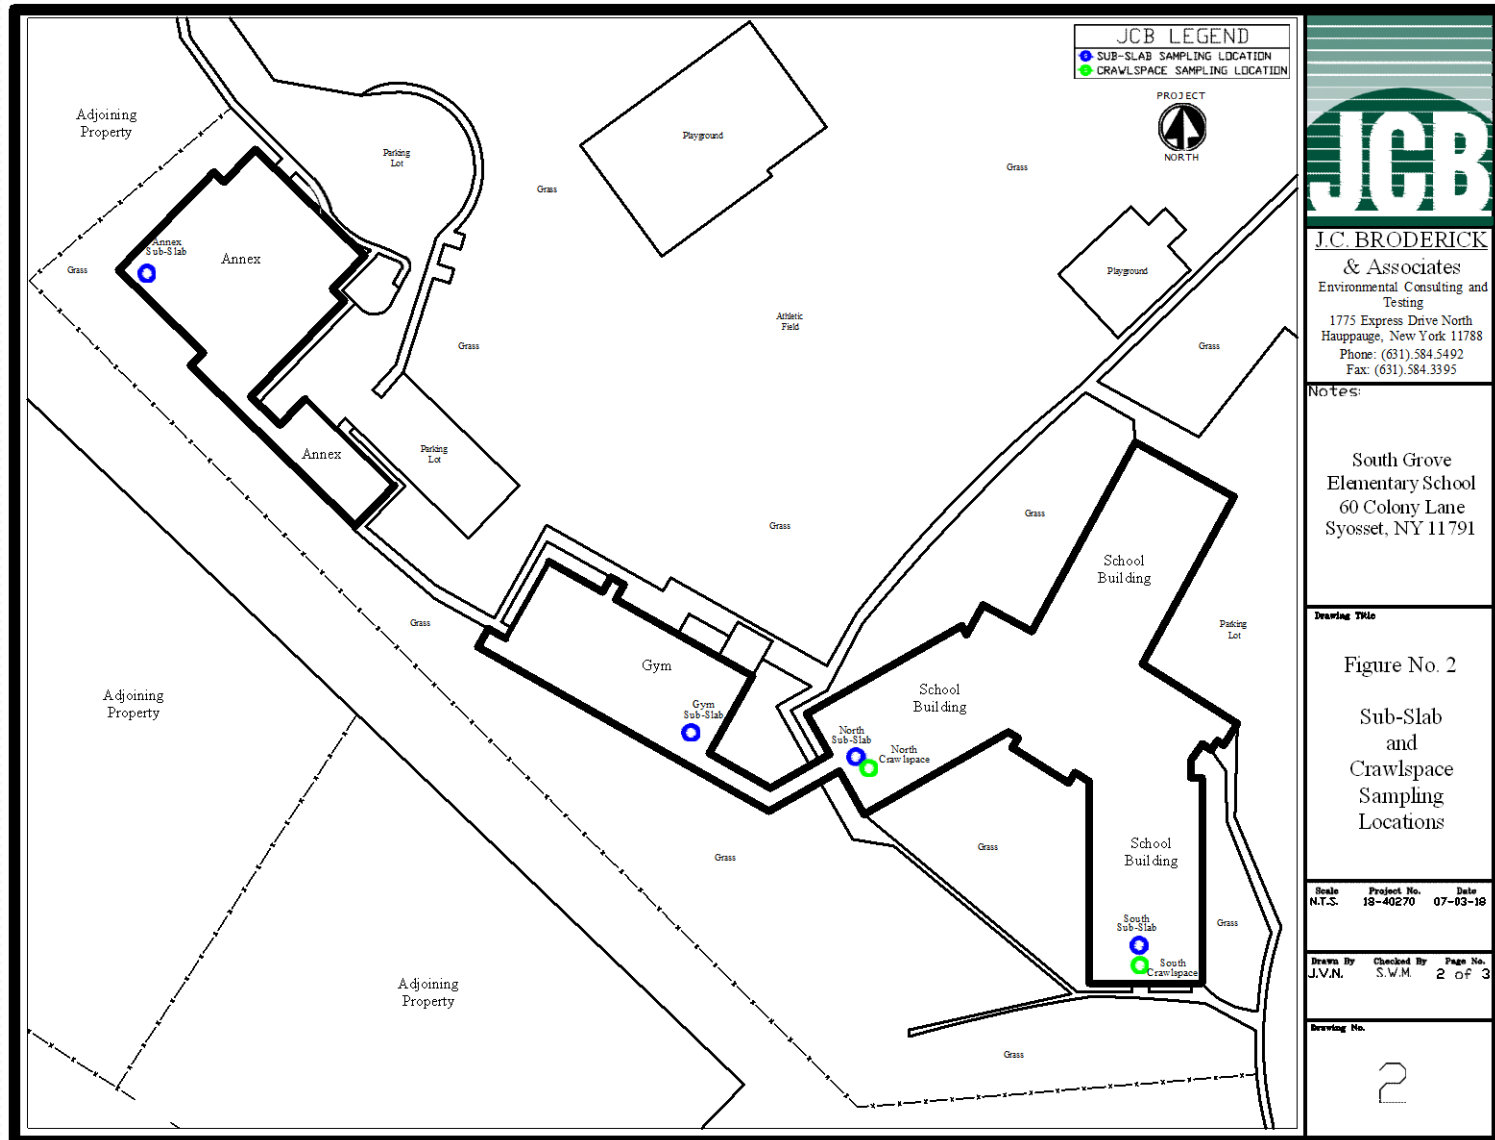 JCB LEGEND
SUB-SLAB SAMPLING LOCATION
CRAWLSPACE SAMPLING LOCATION
PROJECT
NORTH
Adjoining
Property
Parking
Lot
Playground
Grass
Grass
Annex
Sub-Slab
Annex
Grass
Playground
Athletic
Field
Grass
Grass
Annex
Parking
Lot
Grass
Grass
School
Building
Grass
Parking
Lot
Gym
School
Building
Adjoining
Property
Gym
Sub-Slab
North
Sub-Slab
North
Crawlspace
Grass
Grass
School
Building
South
Sub-Slab
Grass
South
Crawlspace
Adjoining
Property
Grass
JCB
J.C. BRODERICK
& Associates
Environmental Consulting and
Testing
1775 Express Drive North
Hauppauge, New York 11788
Phone: (631).584.5492
Fax: (631).584.3395
Notes:
South Grove
Elementary School
60 Colony Lane
Syosset, NY 11791
Drawing Title
Figure No. 2
Sub-Slab
and
Crawlspace
Sampling
Locations
Scale Project No. Date
N.T.S. 18-40270 07-03-18
Drawn By Checked By Page No.
J.V.N. S.W.M. 2 of 3
Drawing No.
2